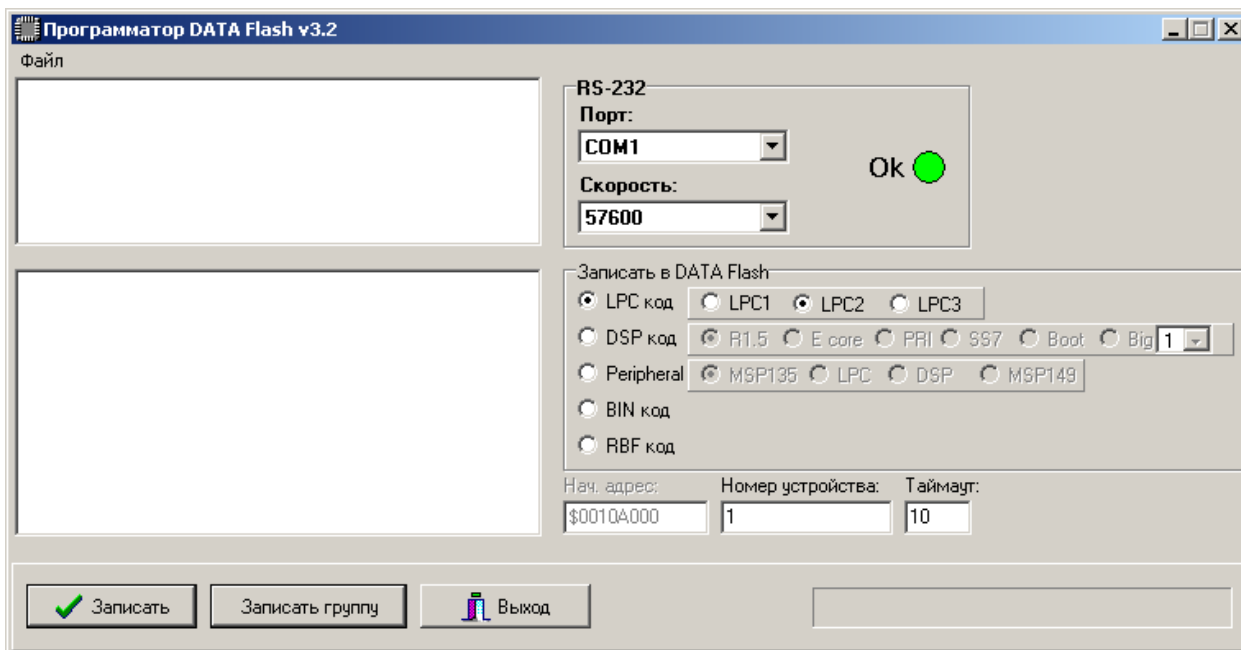 Программатор DATA Flash v3.2
Файл
RS-232
Порт:
COM1
Ok
Скорость:
57600
Записать в DATA Flash
LPC код LPC1 LPC2 LPC3
DSP код R1.5 E core PRI SS7 Boot Big 1
Peripheral MSP135 LPC DSP MSP149
BIN код
RBF код
Нач. адрес: Номер устройства: Таймаут:
$0010A000 1 10
Записать Записать группу Выход